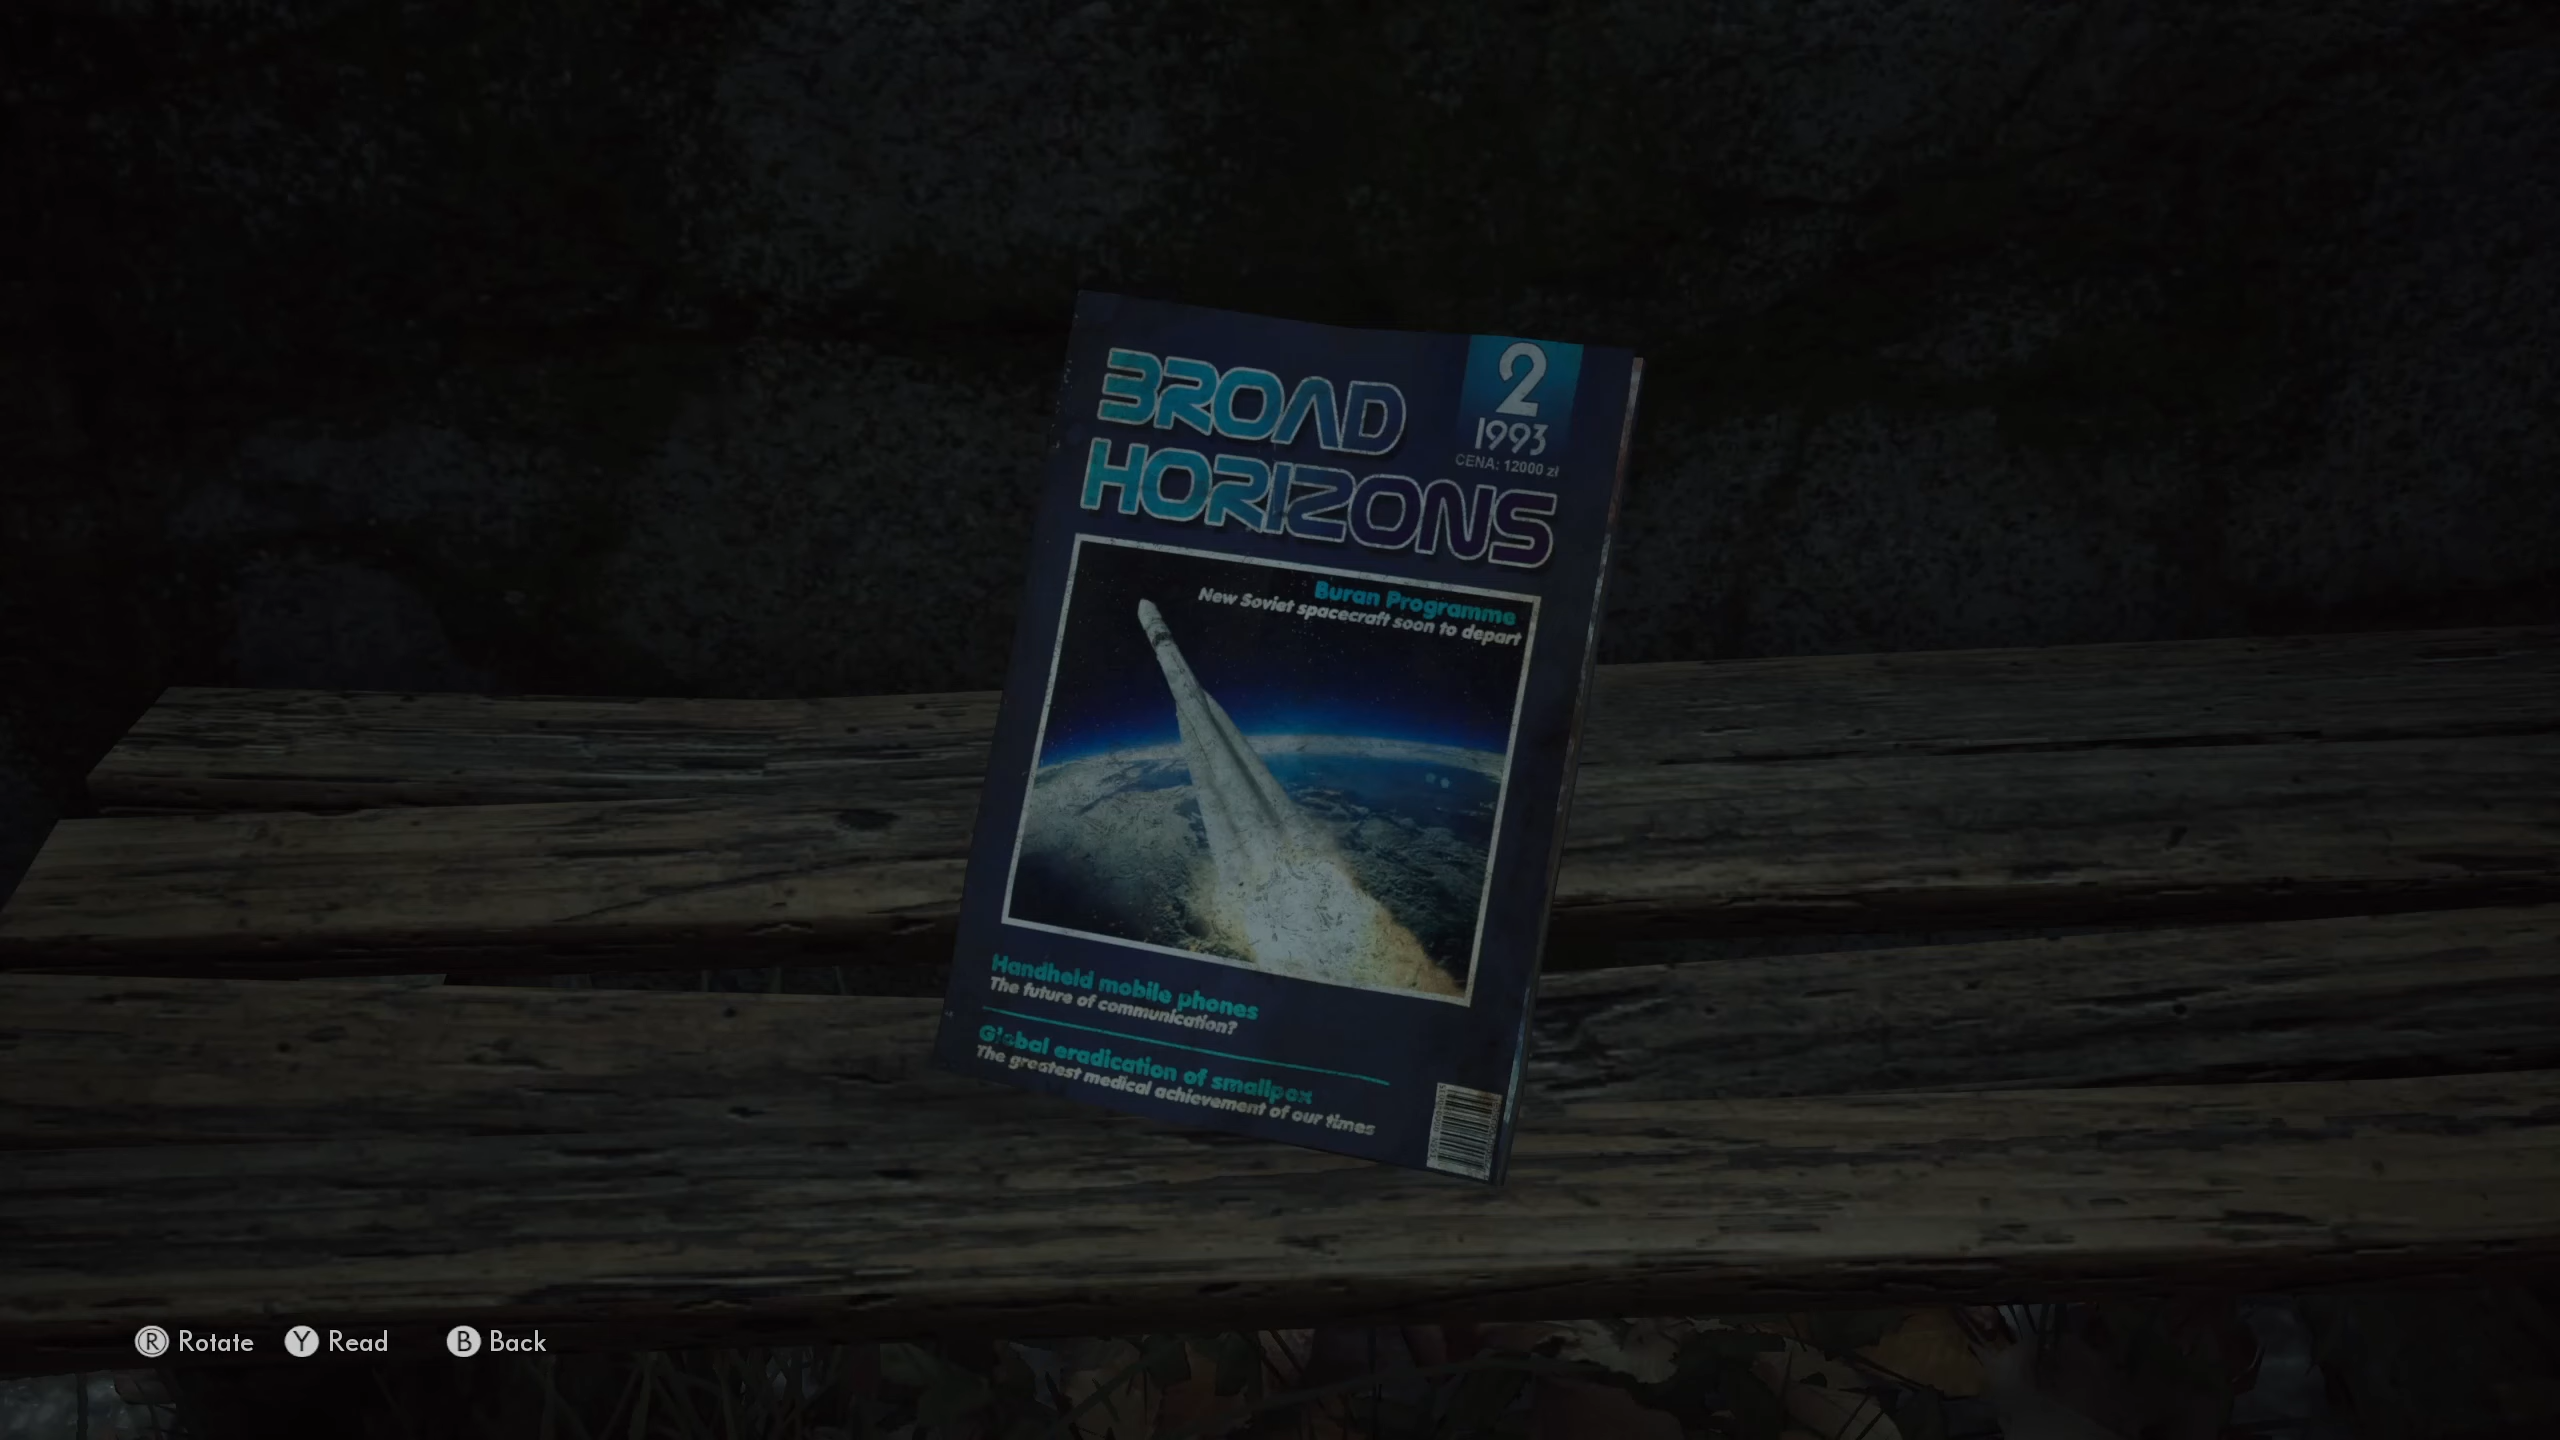 BROAD
HORIZONS
2
1993
CENA: 12000 zł
Buran Programme
New Soviet spacecraft soon to depart
Handheld mobile phones
The future of communication?
Global eradication of smallpox
The greatest medical achievement of our times
R Rotate Y Read B Back